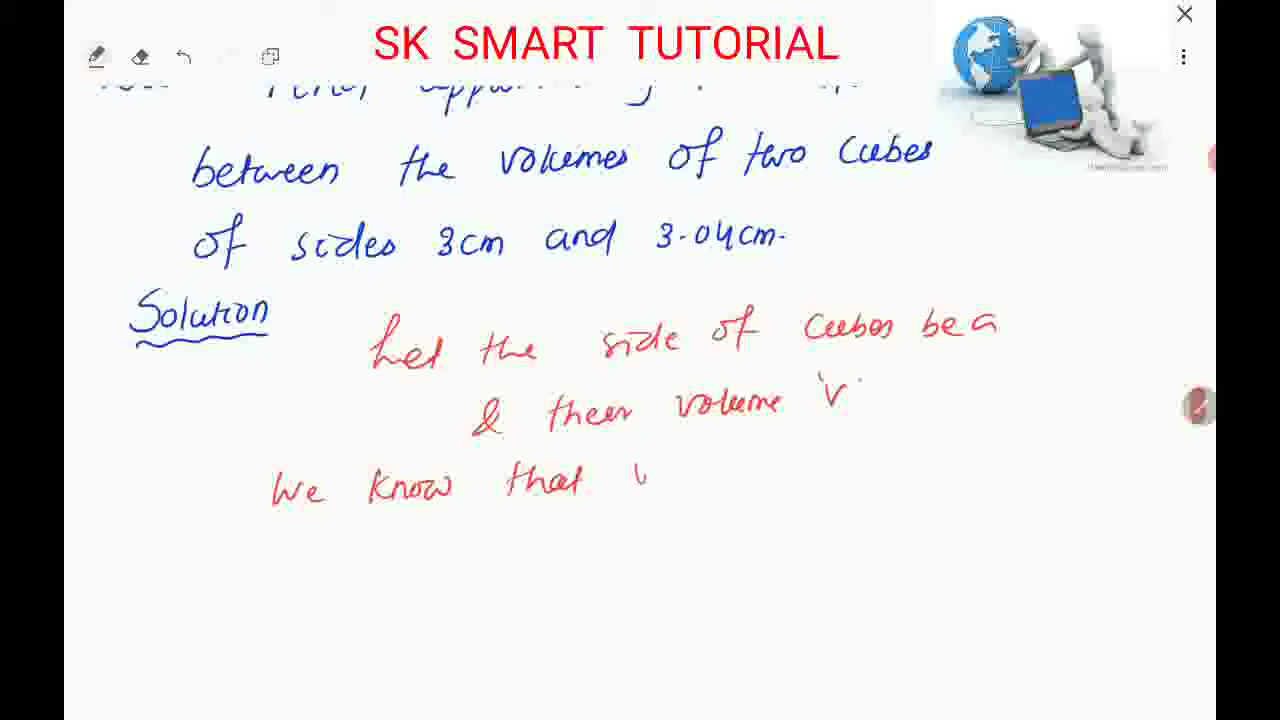 SK SMART TUTORIAL
between the volumes of two cubes
of sides 3cm and 3.04cm.
Solution
Let the side of cubes be a
& their volume 'v'
We know that